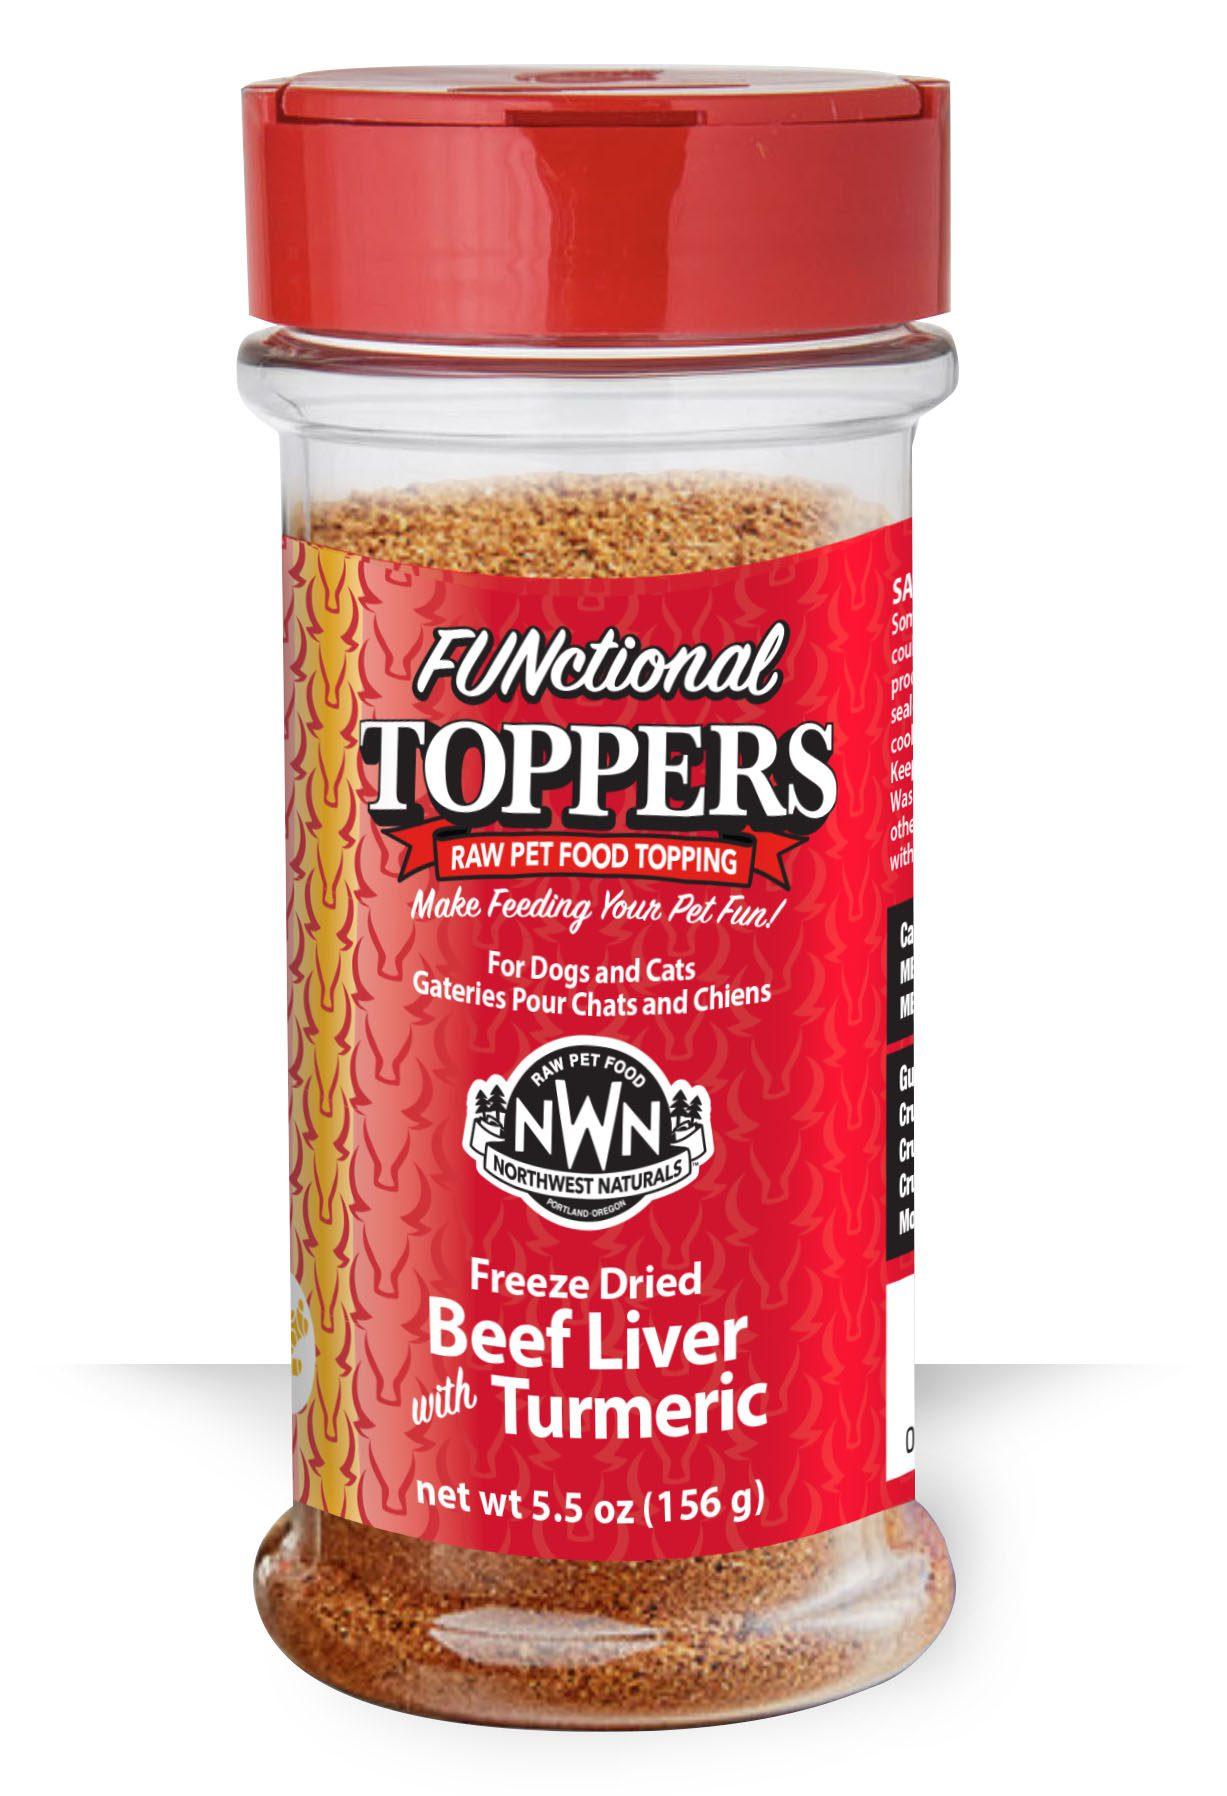 FUNctional
TOPPERS
RAW PET FOOD TOPPING
Make Feeding Your Pet Fun!
For Dogs and Cats
Gateries Pour Chats and Chiens
RAW PET FOOD
NWN
NORTHWEST NATURALS™
PORTLAND-OREGON
Freeze Dried
Beef Liver
with Turmeric
net wt 5.5 oz (156 g)